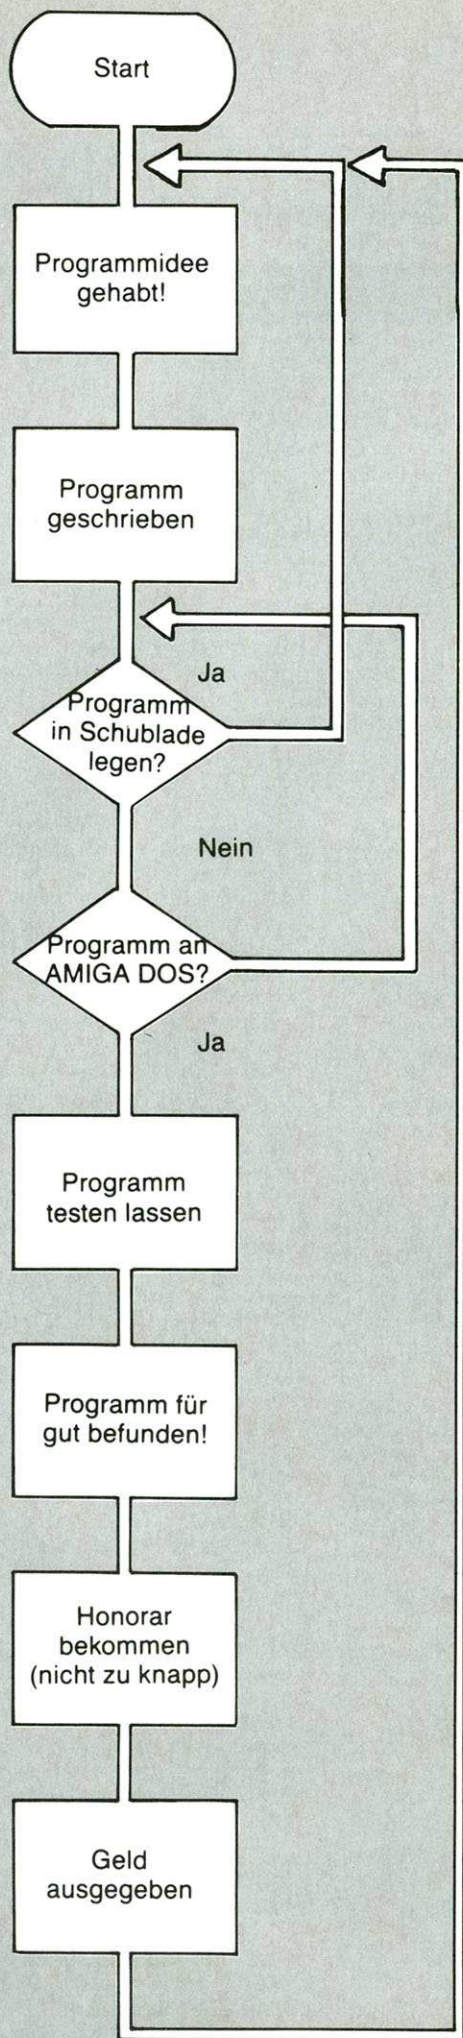 Start
Programmidee
gehabt!
Programm
geschrieben
Ja
Programm
in Schublade
legen?
Nein
Programm an
AMIGA DOS?
Ja
Programm
testen lassen
Programm für
gut befunden!
Honorar
bekommen
(nicht zu knapp)
Geld
ausgegeben